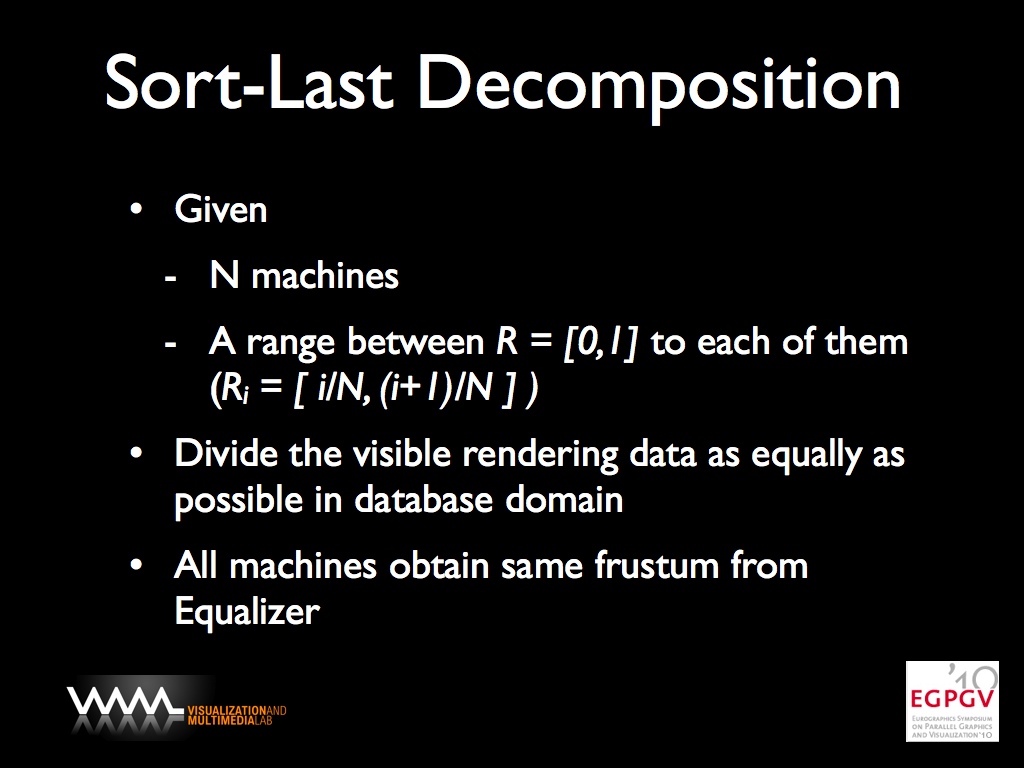 Sort-Last Decomposition
• Given
- N machines
- A range between R = [0,1] to each of them
(Ri = [ i/N, (i+1)/N ] )
• Divide the visible rendering data as equally as
possible in database domain
• All machines obtain same frustum from
Equalizer
VMML
VISUALIZATIONAND
MULTIMEDIALAB
'10
EGPGV
EUROGRAPHICS SYMPOSIUM
ON PARALLEL GRAPHICS
AND VISUALIZATION'10